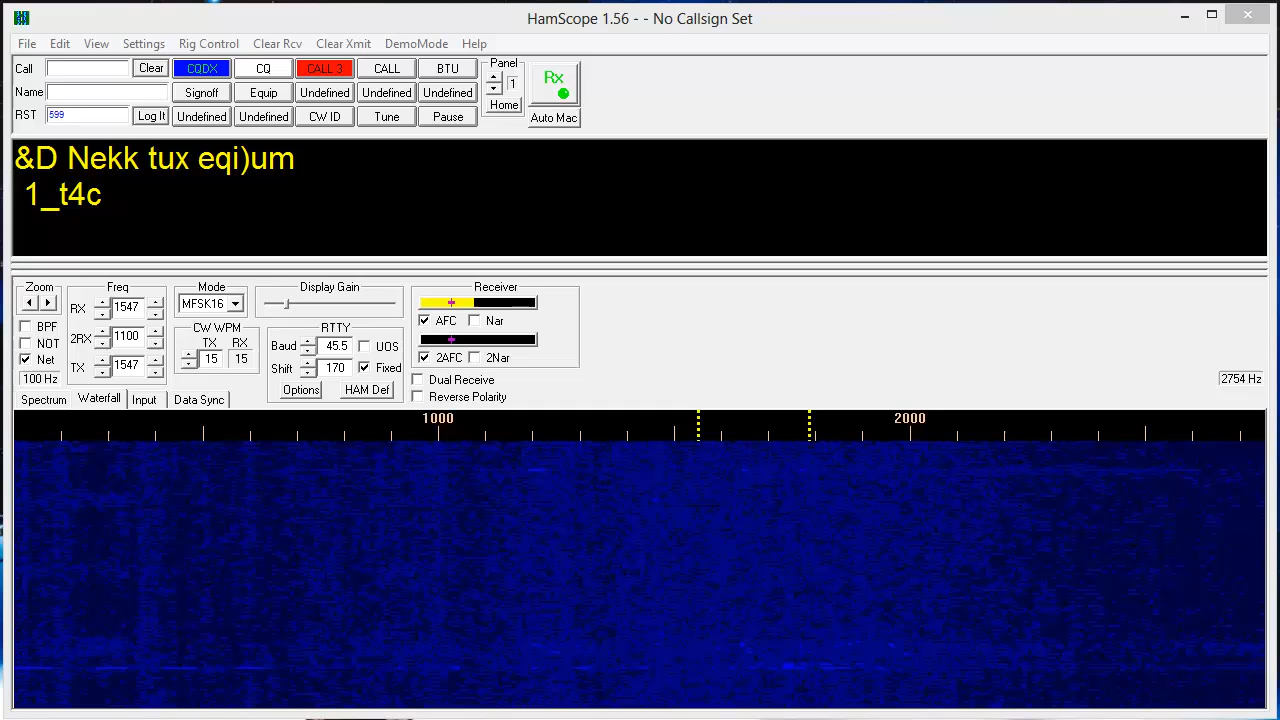 HamScope 1.56 - - No Callsign Set
File Edit View Settings Rig Control Clear Rcv Clear Xmit DemoMode Help
Call Clear CQDX CQ CALL 3 CALL BTU Panel 1 Rx
Name Signoff Equip Undefined Undefined Undefined Home
RST 599 Log It Undefined Undefined CW ID Tune Pause Auto Mac
&D Nekk tux eqi)um
1_t4c
Zoom Freq Mode Display Gain Receiver
RX 1547 MFSK16
BPF AFC Nar
NOT 2RX 1100 CW WPM RTTY
TX RX Baud 45.5 UOS
Net TX 1547 15 15 Shift 170 Fixed 2AFC 2Nar
100 Hz Options HAM Def Dual Receive 2754 Hz
Spectrum Waterfall Input Data Sync Reverse Polarity
1000 2000